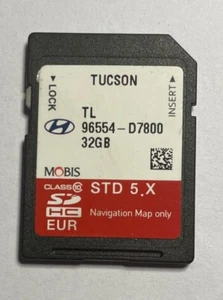 TUCSON
LOCK
INSERT
TL
96554-D7800
32GB
MOBIS
CLASS 10
STD 5.X
SD
HC
Navigation Map only
EUR